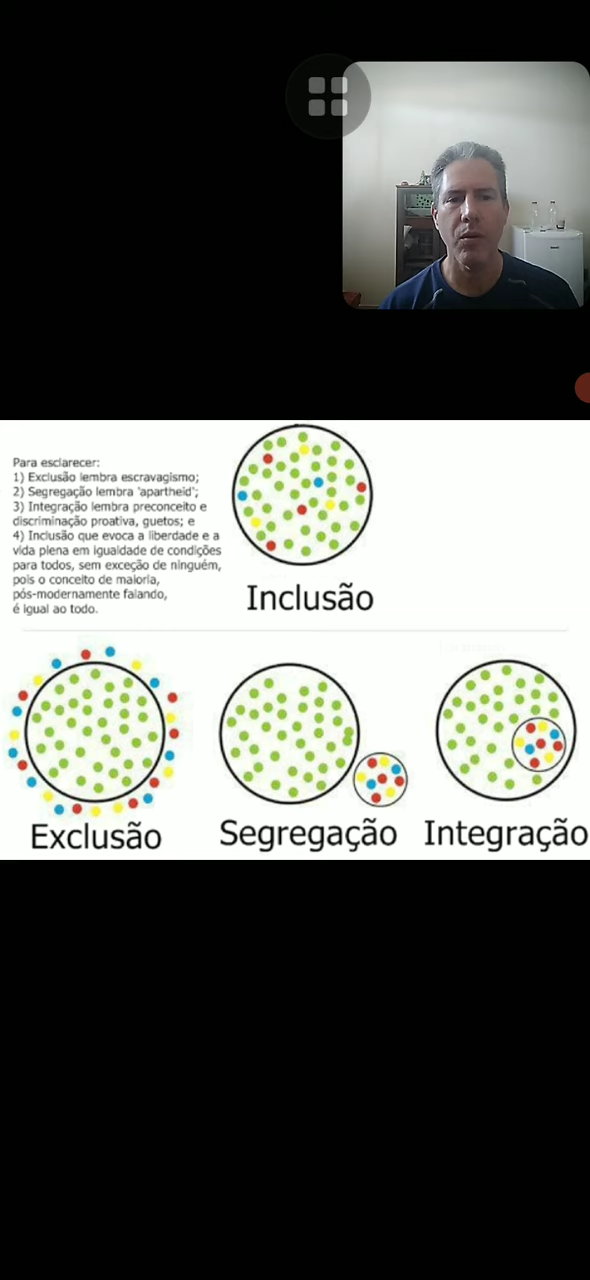 Para esclarecer:
1) Exclusão lembra escravagismo;
2) Segregação lembra 'apartheid';
3) Integração lembra preconceito e
discriminação proativa, guetos; e
4) Inclusão que evoca a liberdade e a
vida plena em igualdade de condições
para todos, sem exceção de ninguém,
pois o conceito de maioria,
pós-modernamente falando,
é igual ao todo.
Inclusão
Exclusão
Segregação
Integração